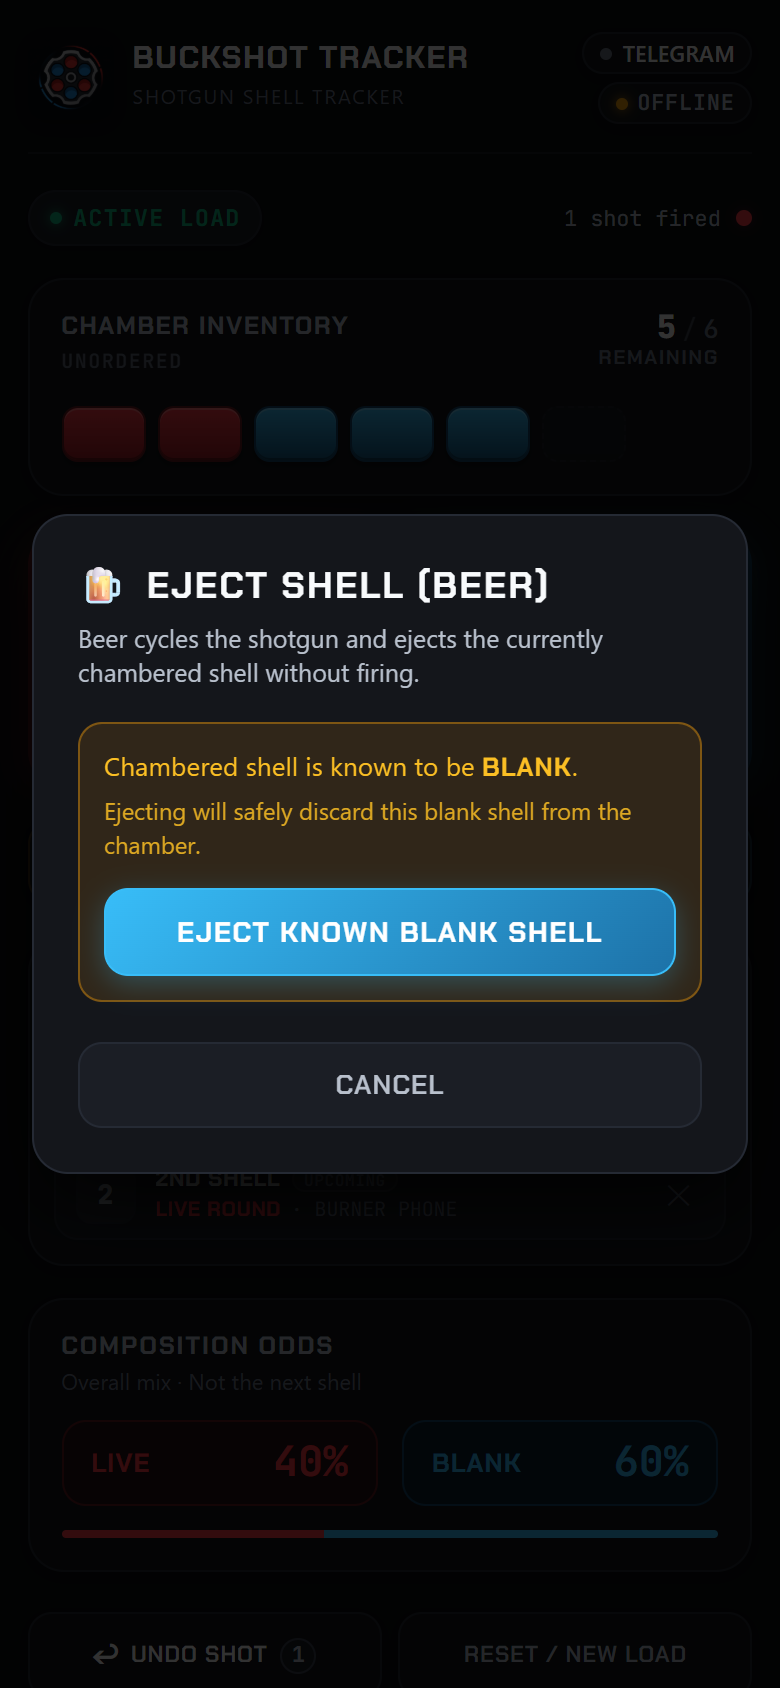 BUCKSHOT TRACKER
SHOTGUN SHELL TRACKER
TELEGRAM
OFFLINE
ACTIVE LOAD
1 shot fired
CHAMBER INVENTORY
UNORDERED
5 / 6
REMAINING
EJECT SHELL (BEER)
Beer cycles the shotgun and ejects the currently
chambered shell without firing.
Chambered shell is known to be BLANK.
Ejecting will safely discard this blank shell from the
chamber.
EJECT KNOWN BLANK SHELL
CANCEL
2
2ND SHELL UPCOMING
LIVE ROUND · BURNER PHONE
COMPOSITION ODDS
Overall mix · Not the next shell
LIVE 40%
BLANK 60%
UNDO SHOT 1
RESET / NEW LOAD